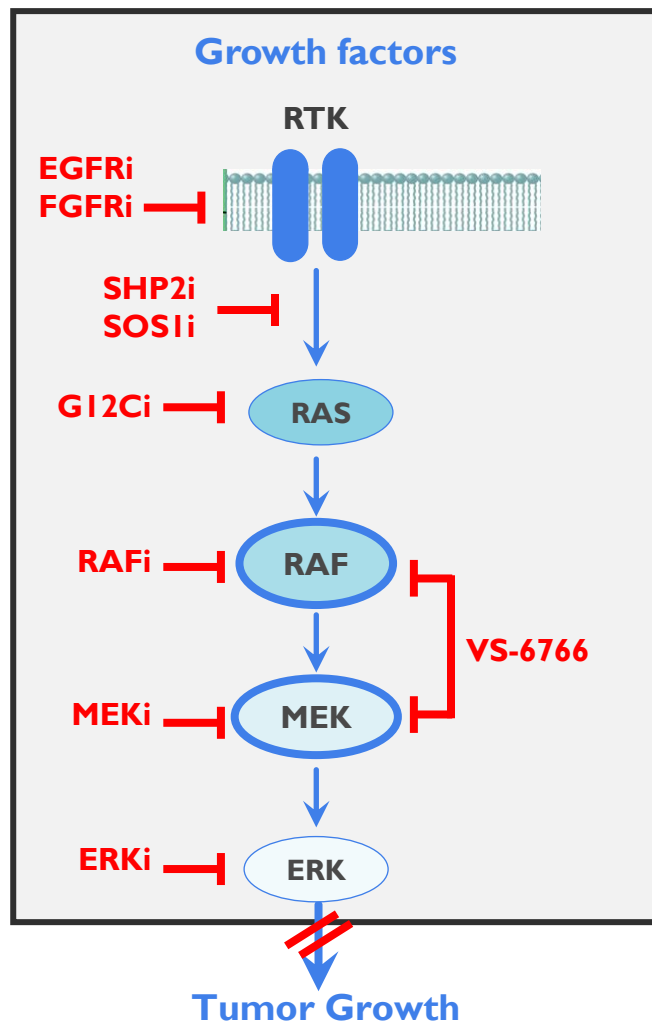 Growth factors
RTK
EGFRi
FGFRi
SHP2i
SOS1i
G12Ci
RAS
RAFi
RAF
VS-6766
MEKi
MEK
ERKi
ERK
Tumor Growth